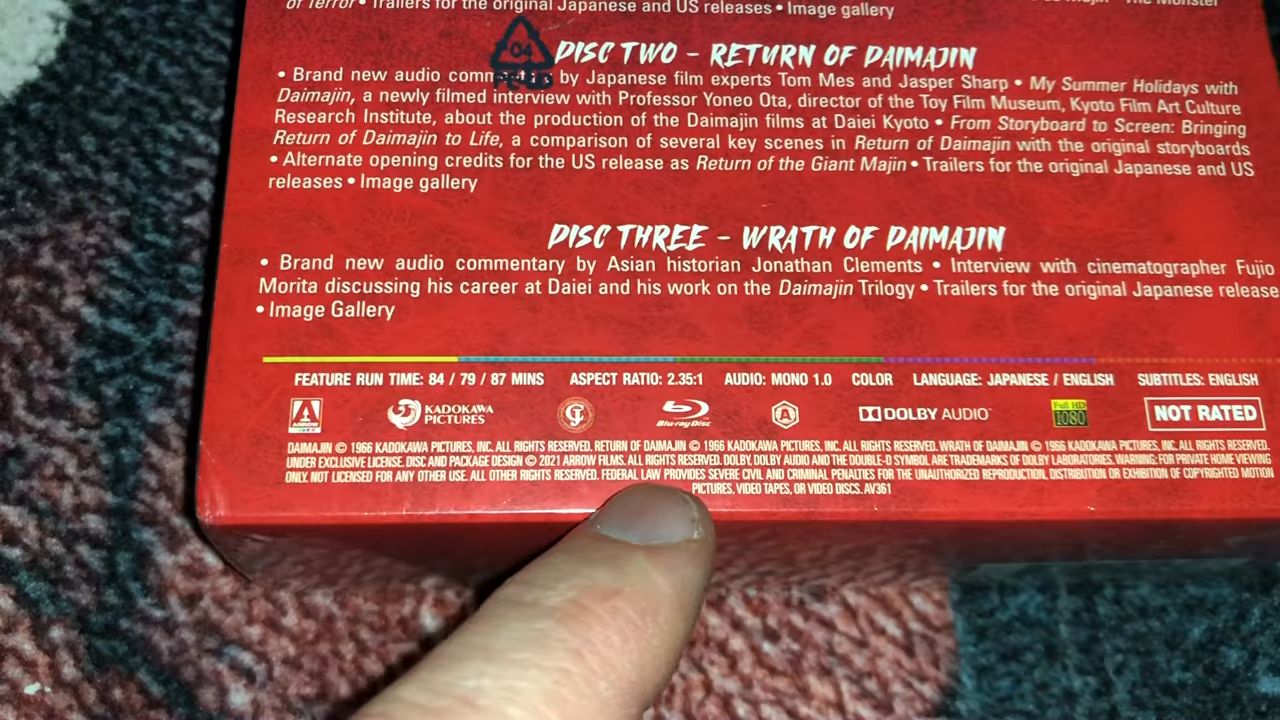 of Terror • Trailers for the original Japanese and US releases • Image gallery
The Monster
04
DISC TWO – RETURN OF DAIMAJIN
• Brand new audio commentary by Japanese film experts Tom Mes and Jasper Sharp • My Summer Holidays with
Daimajin, a newly filmed interview with Professor Yoneo Ota, director of the Toy Film Museum, Kyoto Film Art Culture
Research Institute, about the production of the Daimajin films at Daiei Kyoto • From Storyboard to Screen: Bringing
Return of Daimajin to Life, a comparison of several key scenes in Return of Daimajin with the original storyboards
• Alternate opening credits for the US release as Return of the Giant Majin • Trailers for the original Japanese and US
releases • Image gallery
DISC THREE – WRATH OF DAIMAJIN
• Brand new audio commentary by Asian historian Jonathan Clements • Interview with cinematographer Fujio
Morita discussing his career at Daiei and his work on the Daimajin Trilogy • Trailers for the original Japanese release
• Image Gallery
FEATURE RUN TIME: 84 / 79 / 87 MINS ASPECT RATIO: 2.35:1 AUDIO: MONO 1.0 COLOR LANGUAGE: JAPANESE / ENGLISH SUBTITLES: ENGLISH
ARROW KADOKAWA PICTURES Blu-ray Disc A DOLBY AUDIO™ Full HD 1080 NOT RATED
DAIMAJIN © 1966 KADOKAWA PICTURES, INC. ALL RIGHTS RESERVED. RETURN OF DAIMAJIN © 1966 KADOKAWA PICTURES, INC. ALL RIGHTS RESERVED. WRATH OF DAIMAJIN © 1966 KADOKAWA PICTURES, INC. ALL RIGHTS RESERVED.
UNDER EXCLUSIVE LICENSE. DISC AND PACKAGE DESIGN © 2021 ARROW FILMS. ALL RIGHTS RESERVED. DOLBY, DOLBY AUDIO AND THE DOUBLE-D SYMBOL ARE TRADEMARKS OF DOLBY LABORATORIES. WARNING: FOR PRIVATE HOME VIEWING
ONLY. NOT LICENSED FOR ANY OTHER USE. ALL OTHER RIGHTS RESERVED. FEDERAL LAW PROVIDES SEVERE CIVIL AND CRIMINAL PENALTIES FOR THE UNAUTHORIZED REPRODUCTION, DISTRIBUTION OR EXHIBITION OF COPYRIGHTED MOTION
PICTURES, VIDEO TAPES, OR VIDEO DISCS. AV361